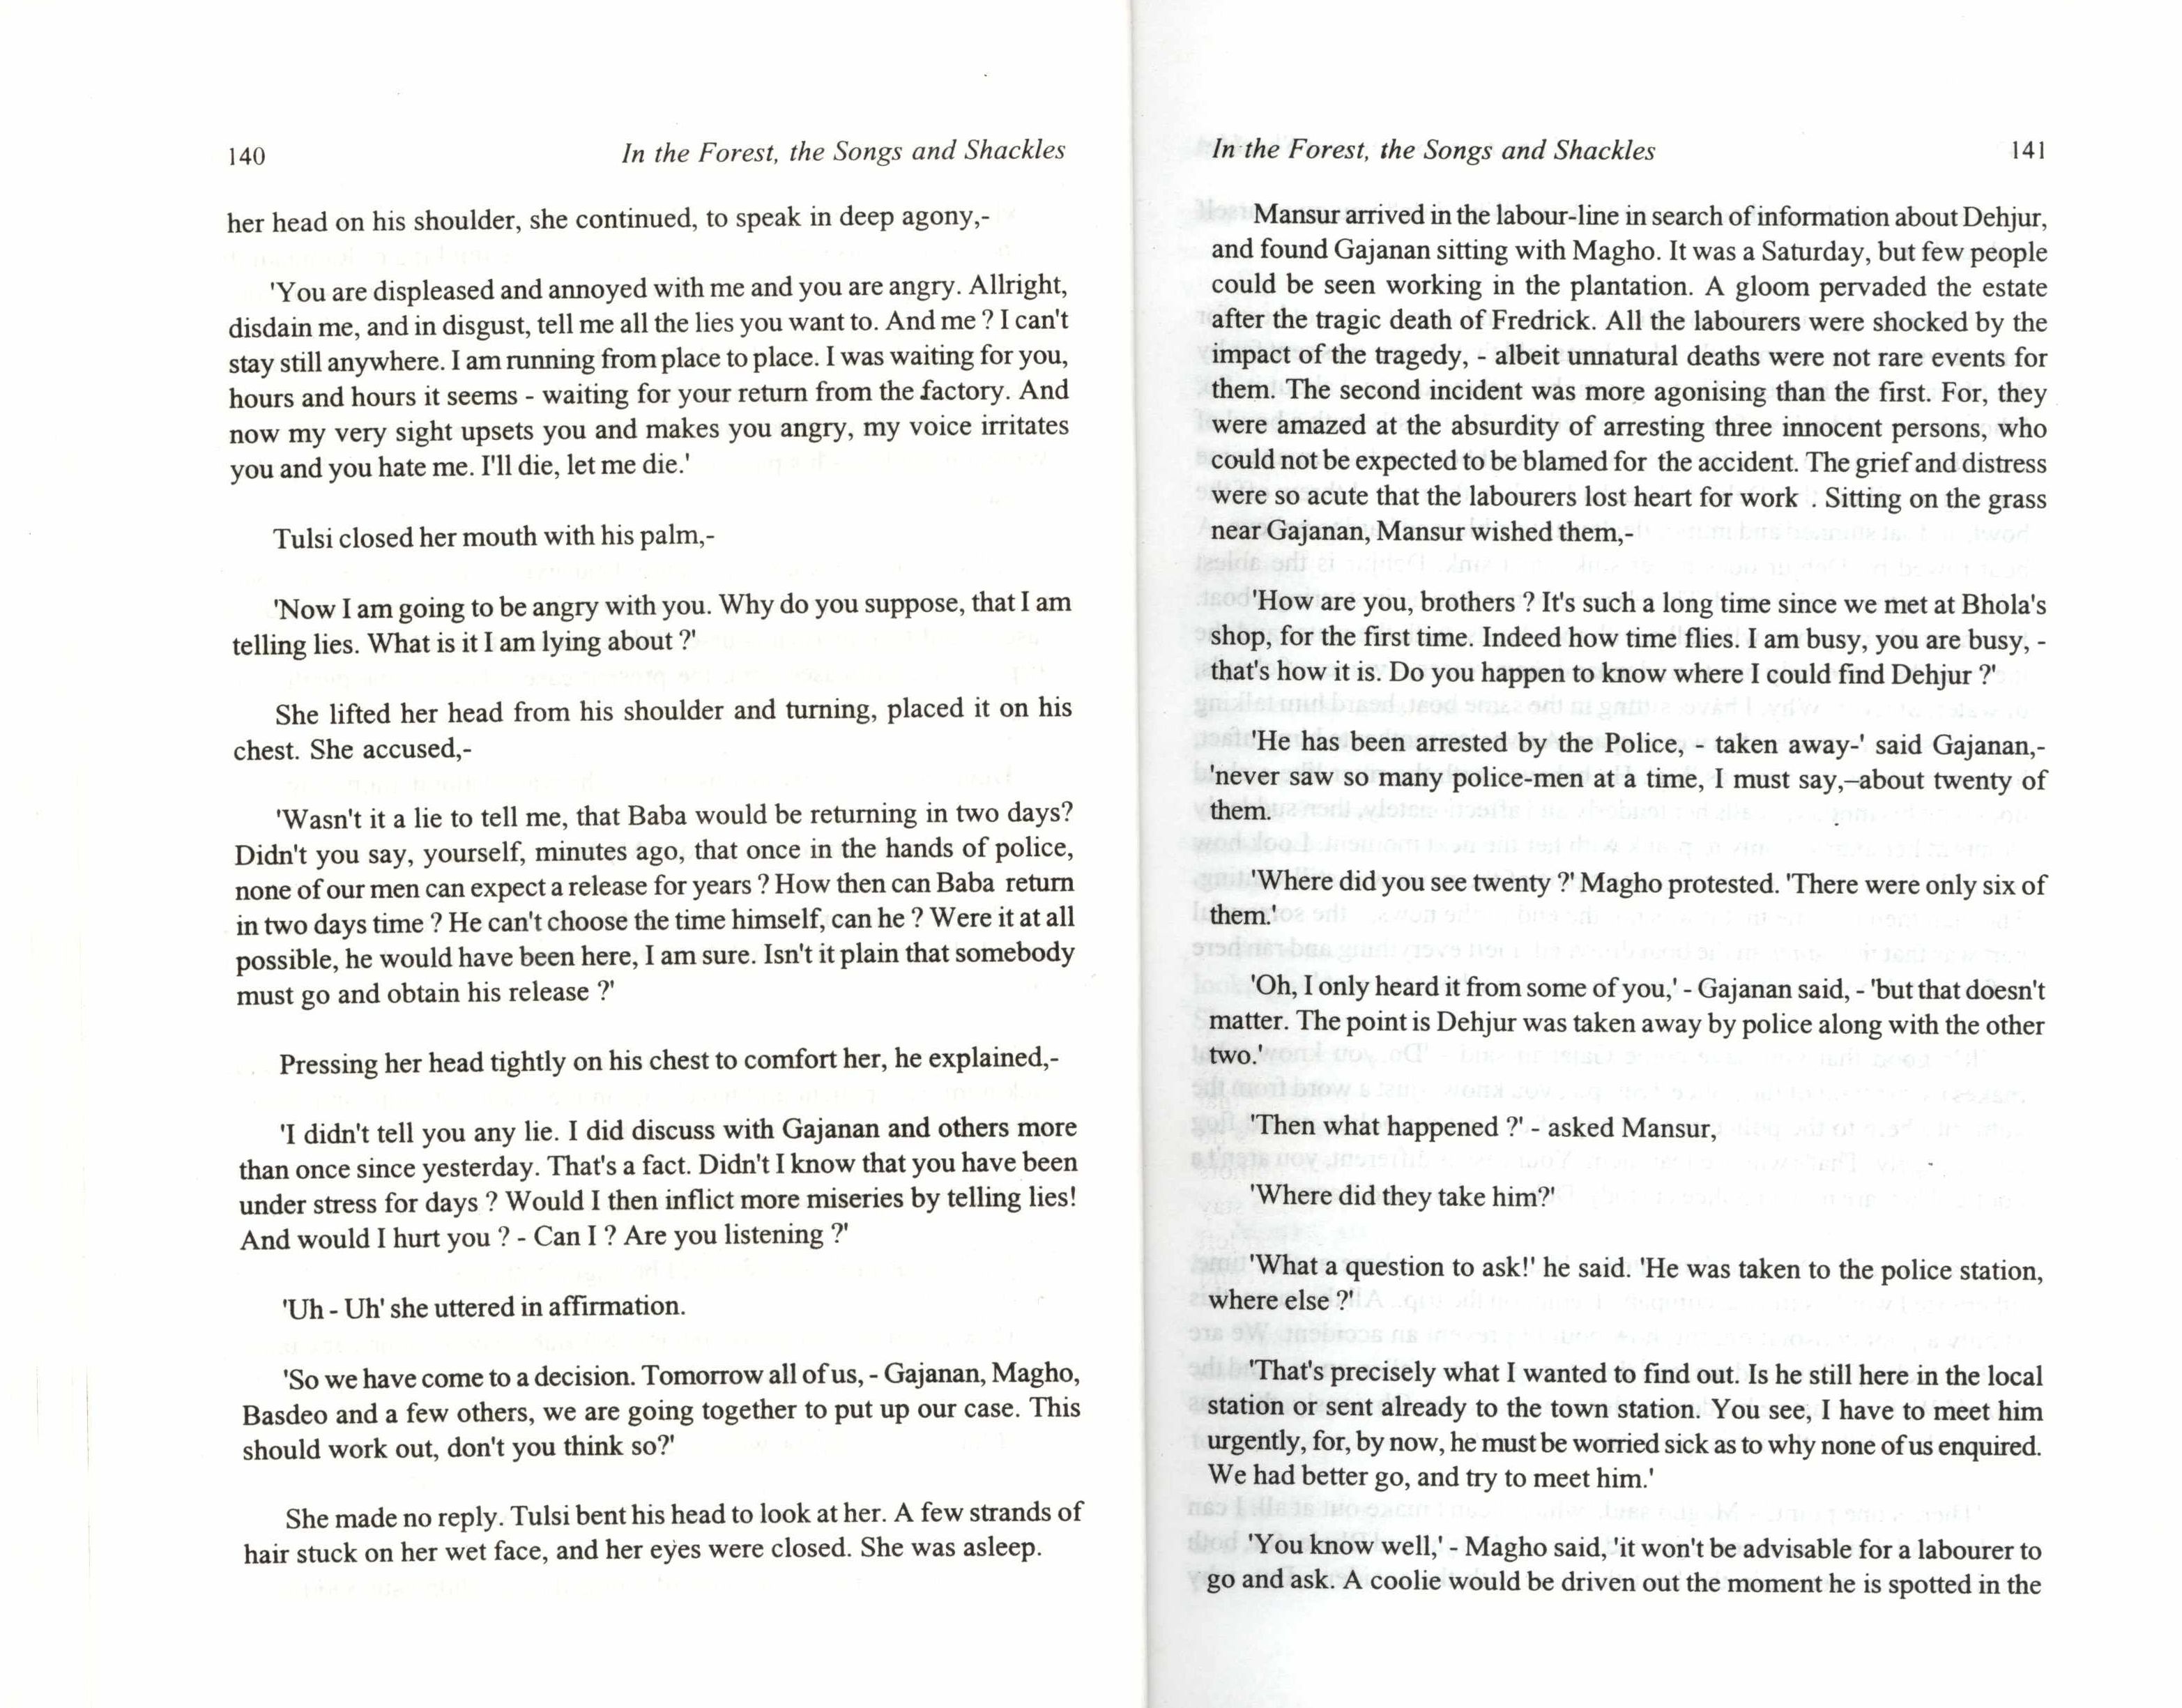 140 In the Forest, the Songs and Shackles
her head on his shoulder, she continued, to speak in deep agony,-
'You are displeased and annoyed with me and you are angry. Allright,
disdain me, and in disgust, tell me all the lies you want to. And me ? I can't
stay still anywhere. I am running from place to place. I was waiting for you,
hours and hours it seems - waiting for your return from the factory. And
now my very sight upsets you and makes you angry, my voice irritates
you and you hate me. I'll die, let me die.'
Tulsi closed her mouth with his palm,-
'Now I am going to be angry with you. Why do you suppose, that I am
telling lies. What is it I am lying about ?'
She lifted her head from his shoulder and turning, placed it on his
chest. She accused,-
'Wasn't it a lie to tell me, that Baba would be returning in two days?
Didn't you say, yourself, minutes ago, that once in the hands of police,
none of our men can expect a release for years ? How then can Baba return
in two days time ? He can't choose the time himself, can he ? Were it at all
possible, he would have been here, I am sure. Isn't it plain that somebody
must go and obtain his release ?'
Pressing her head tightly on his chest to comfort her, he explained,-
'I didn't tell you any lie. I did discuss with Gajanan and others more
than once since yesterday. That's a fact. Didn't I know that you have been
under stress for days ? Would I then inflict more miseries by telling lies!
And would I hurt you ? - Can I ? Are you listening ?'
'Uh - Uh' she uttered in affirmation.
'So we have come to a decision. Tomorrow all of us, - Gajanan, Magho,
Basdeo and a few others, we are going together to put up our case. This
should work out, don't you think so?'
She made no reply. Tulsi bent his head to look at her. A few strands of
hair stuck on her wet face, and her eyes were closed. She was asleep.
In the Forest, the Songs and Shackles 141
Mansur arrived in the labour-line in search of information about Dehjur,
and found Gajanan sitting with Magho. It was a Saturday, but few people
could be seen working in the plantation. A gloom pervaded the estate
after the tragic death of Fredrick. All the labourers were shocked by the
impact of the tragedy, - albeit unnatural deaths were not rare events for
them. The second incident was more agonising than the first. For, they
were amazed at the absurdity of arresting three innocent persons, who
could not be expected to be blamed for the accident. The grief and distress
were so acute that the labourers lost heart for work . Sitting on the grass
near Gajanan, Mansur wished them,-
'How are you, brothers ? It's such a long time since we met at Bhola's
shop, for the first time. Indeed how time flies. I am busy, you are busy, -
that's how it is. Do you happen to know where I could find Dehjur ?'
'He has been arrested by the Police, - taken away-' said Gajanan,-
'never saw so many police-men at a time, I must say,–about twenty of
them.
'Where did you see twenty ?' Magho protested. 'There were only six of
them.'
'Oh, I only heard it from some of you,' - Gajanan said, - 'but that doesn't
matter. The point is Dehjur was taken away by police along with the other
two.'
'Then what happened ?' - asked Mansur,
'Where did they take him?'
'What a question to ask!' he said. 'He was taken to the police station,
where else ?'
'That's precisely what I wanted to find out. Is he still here in the local
station or sent already to the town station. You see, I have to meet him
urgently, for, by now, he must be worried sick as to why none of us enquired.
We had better go, and try to meet him.'
'You know well,' - Magho said, 'it won't be advisable for a labourer to
go and ask. A coolie would be driven out the moment he is spotted in the